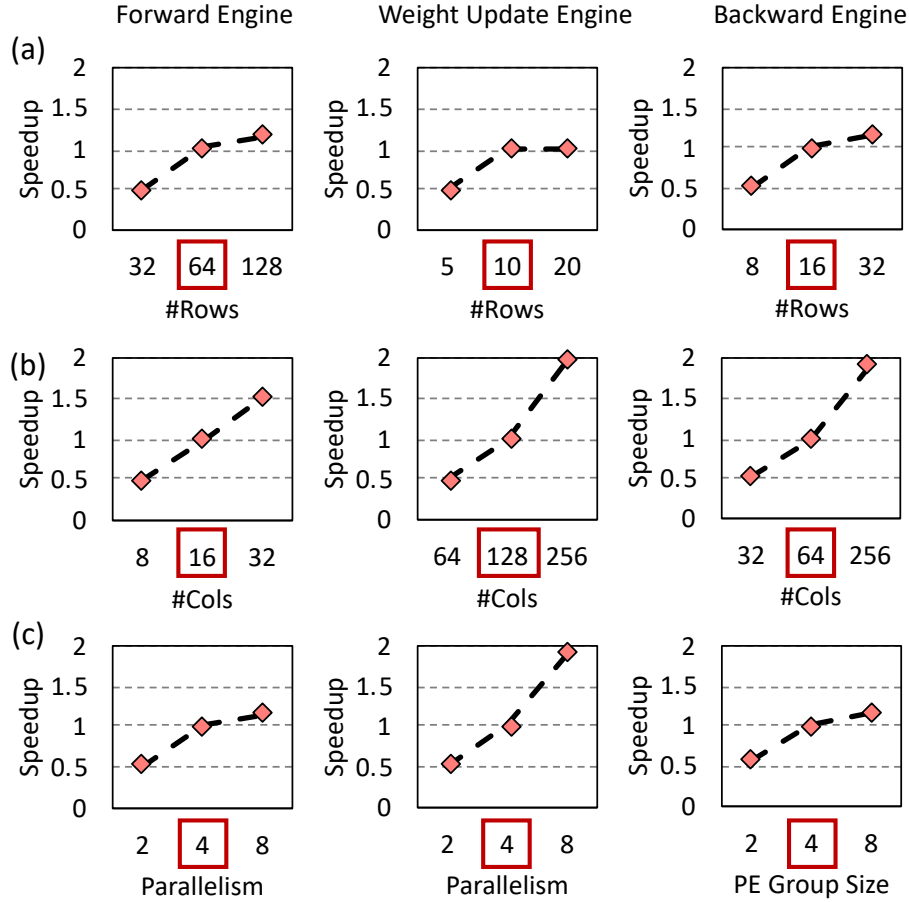 Forward Engine
Weight Update Engine
Backward Engine
(a)
Speedup
2
1.5
1
0.5
0
32 64 128
#Rows
Speedup
2
1.5
1
0.5
0
5 10 20
#Rows
Speedup
2
1.5
1
0.5
0
8 16 32
#Rows
(b)
Speedup
2
1.5
1
0.5
0
8 16 32
#Cols
Speedup
2
1.5
1
0.5
0
64 128 256
#Cols
Speedup
2
1.5
1
0.5
0
32 64 256
#Cols
(c)
Speedup
2
1.5
1
0.5
0
2 4 8
Parallelism
Speedup
2
1.5
1
0.5
0
2 4 8
Parallelism
Speedup
2
1.5
1
0.5
0
2 4 8
PE Group Size